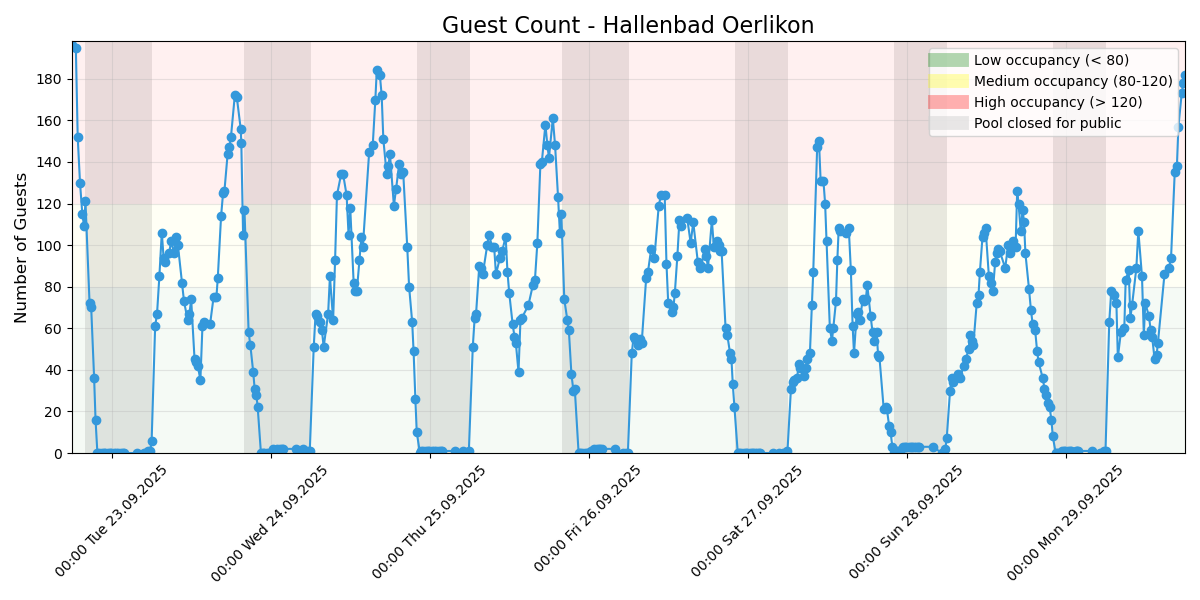 Guest Count - Hallenbad Oerlikon
Number of Guests
180
160
140
120
100
80
60
40
20
0
Low occupancy (< 80)
Medium occupancy (80-120)
High occupancy (> 120)
Pool closed for public
00:00 Tue 23.09.2025
00:00 Wed 24.09.2025
00:00 Thu 25.09.2025
00:00 Fri 26.09.2025
00:00 Sat 27.09.2025
00:00 Sun 28.09.2025
00:00 Mon 29.09.2025